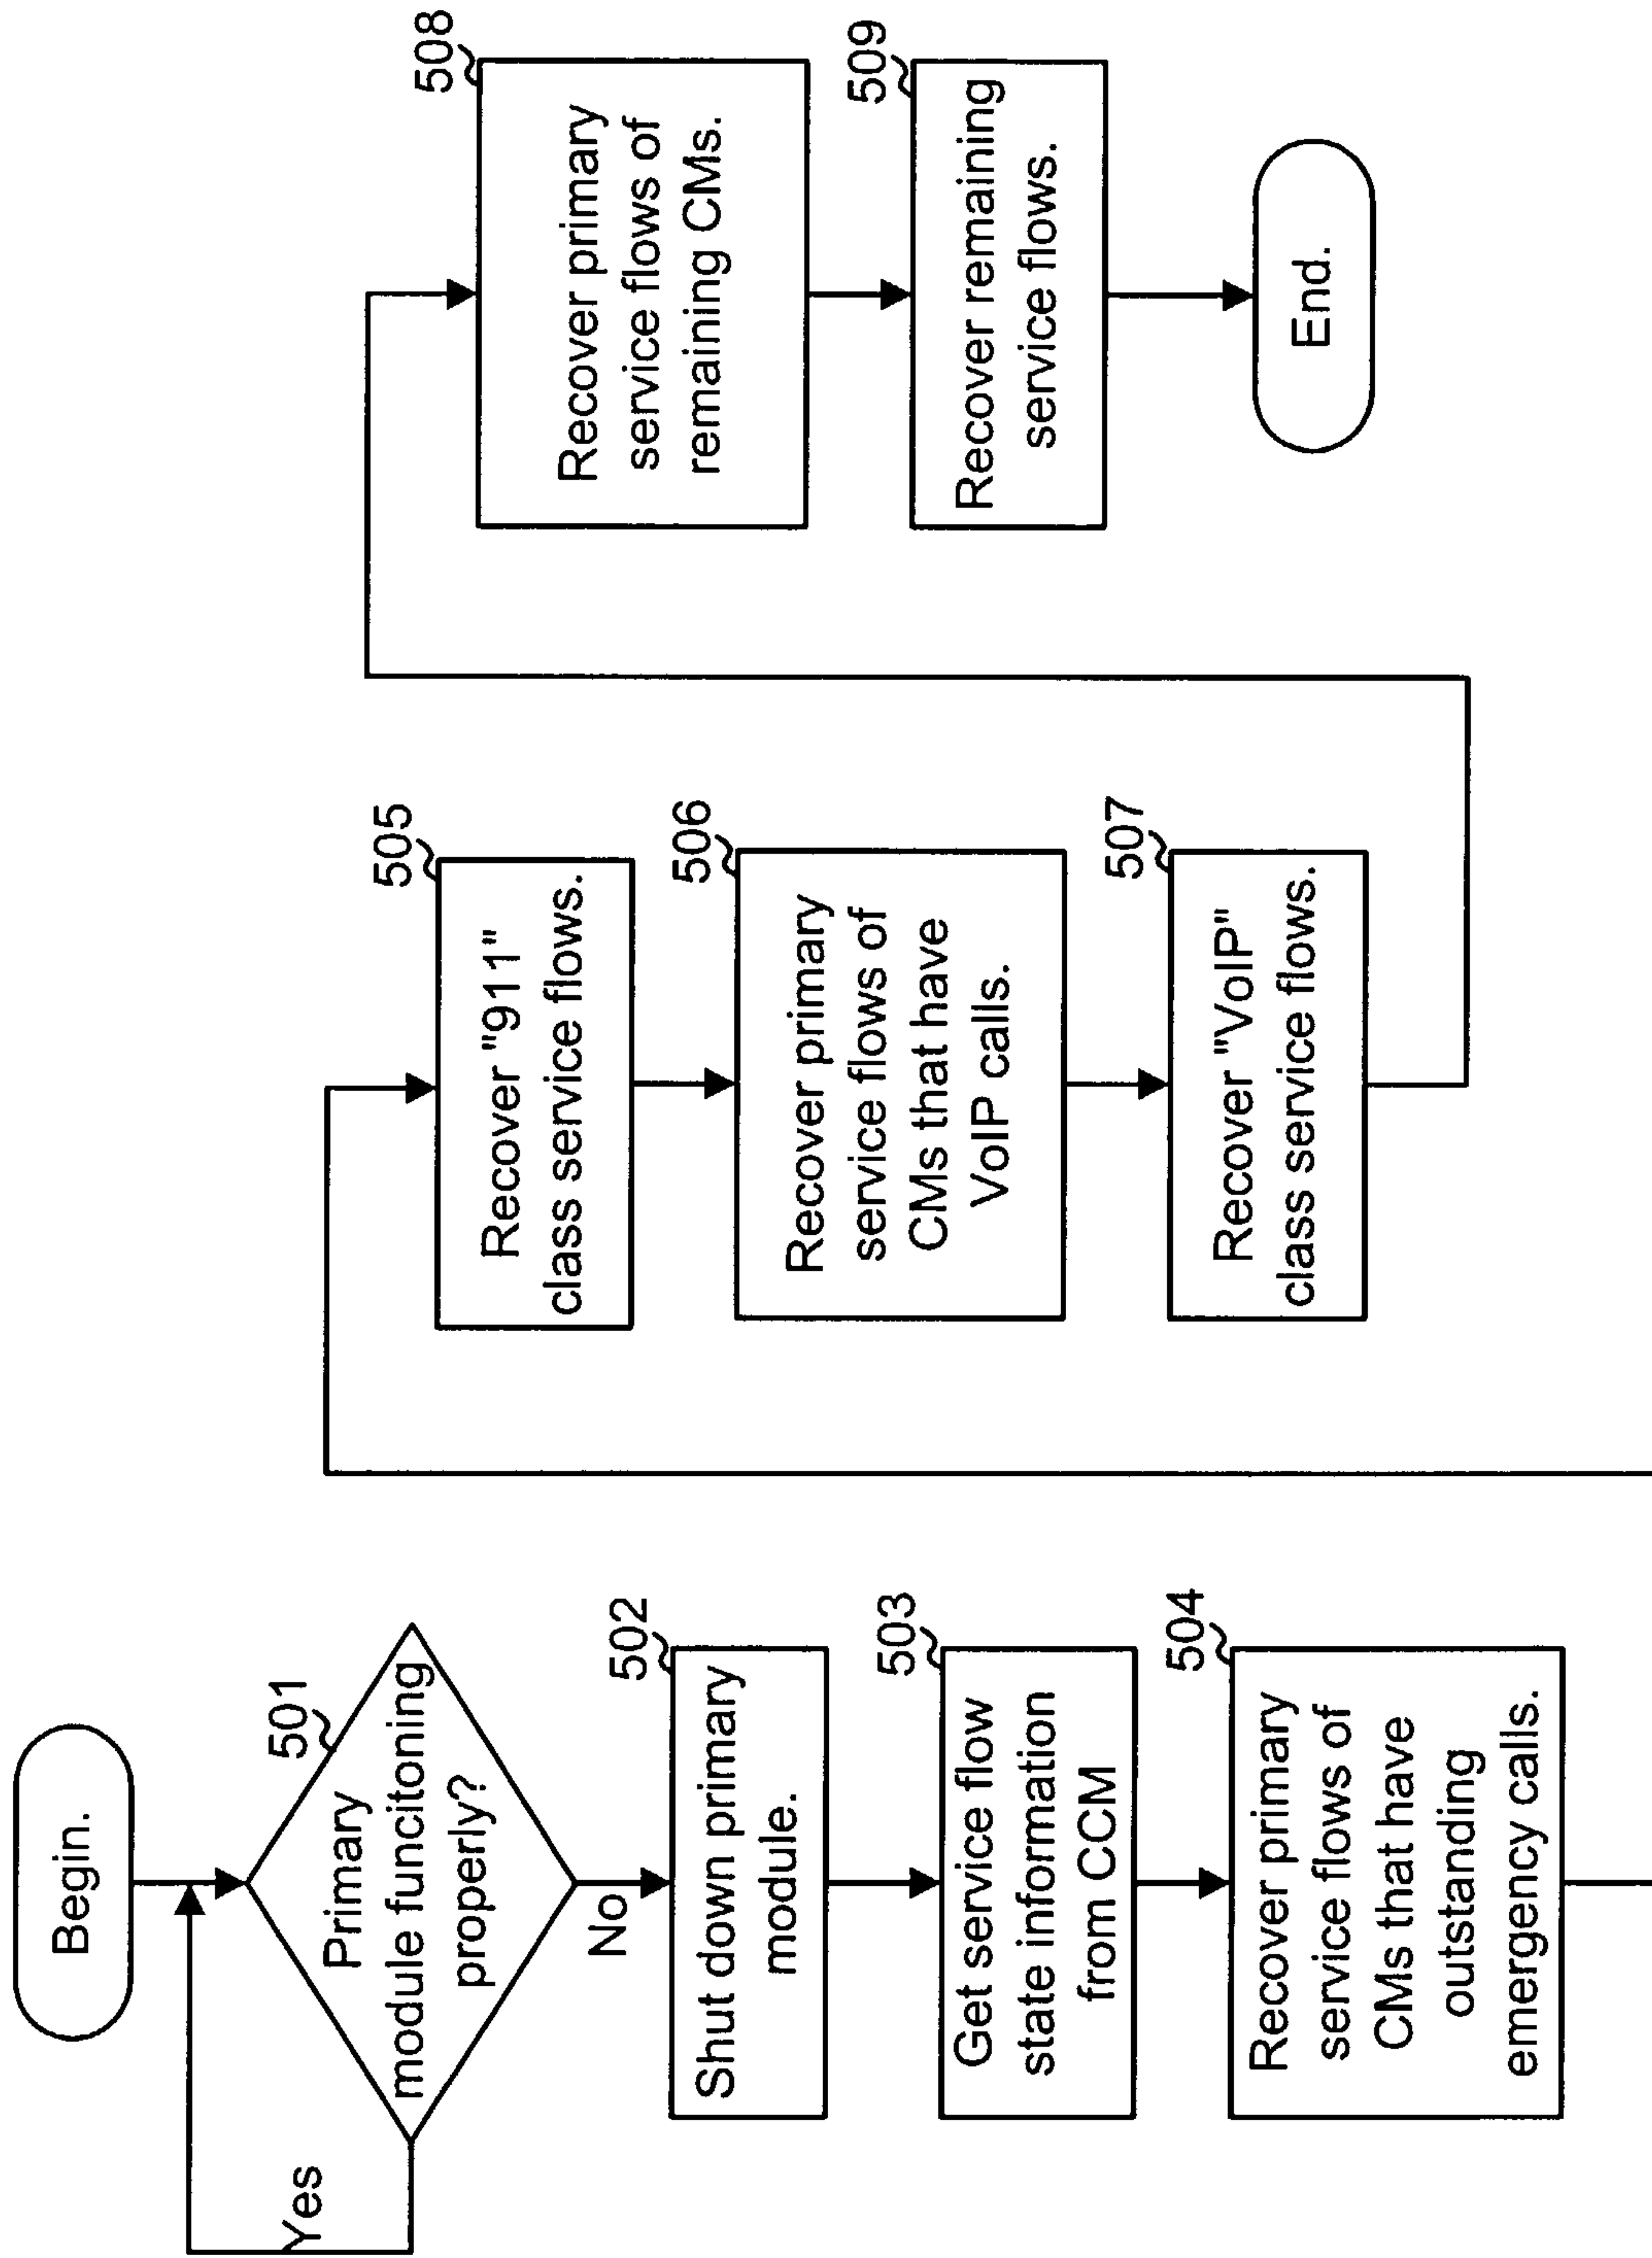 Begin.
501
Primary
module funcitoning
properly?
Yes
No
502
Shut down primary
module.
503
Get service flow
state information
from CCM
504
Recover primary
service flows of
CMs that have
outstanding
emergency calls.
505
Recover "911"
class service flows.
506
Recover primary
service flows of
CMs that have
VoIP calls.
507
Recover "VoIP"
class service flows.
508
Recover primary
service flows of
remaining CMs.
509
Recover remaining
service flows.
End.